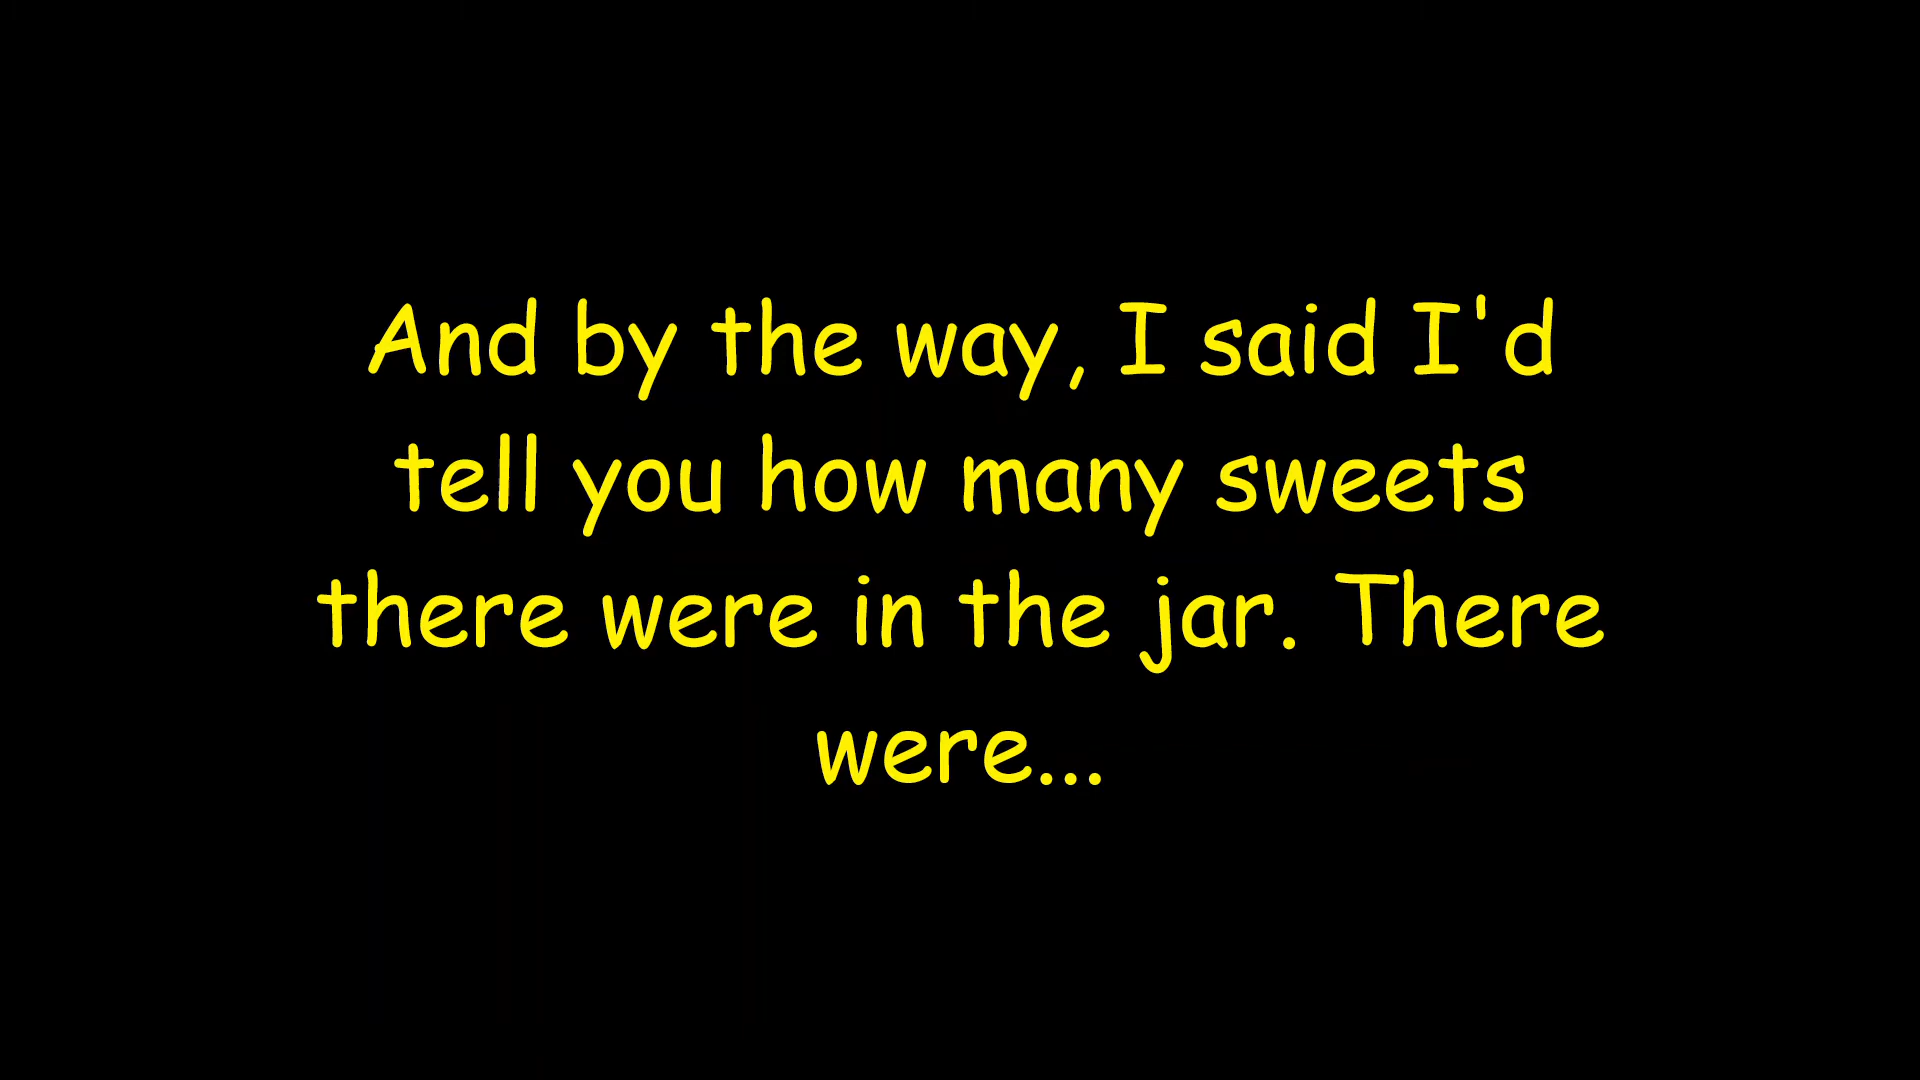 And by the way, I said I'd
tell you how many sweets
there were in the jar. There
were...